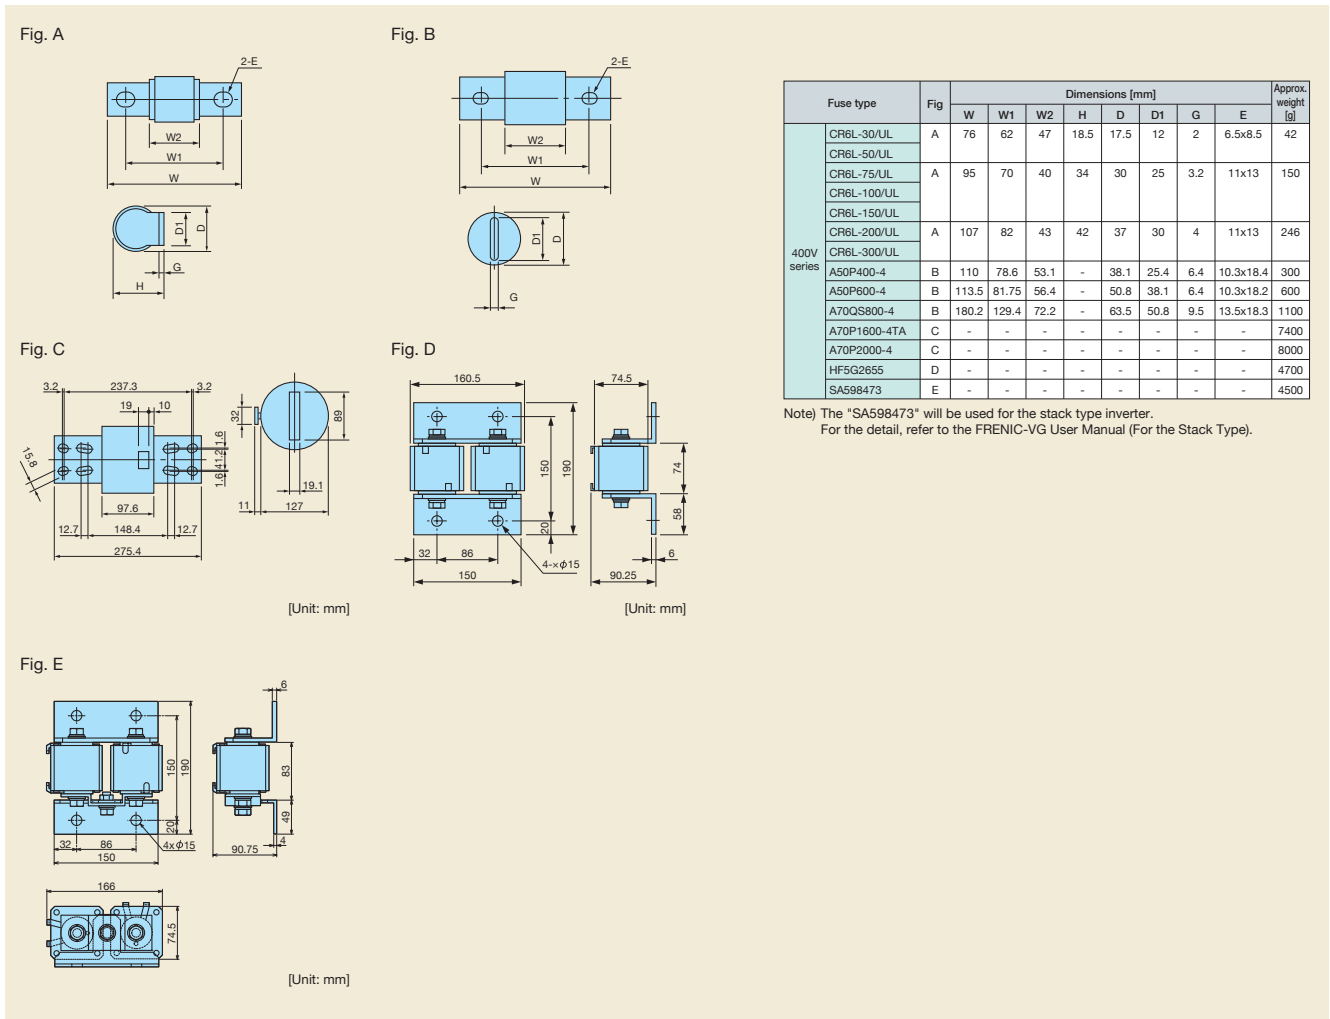 Fig. A
2-E
W2
W1
W
D1
D
G
H
Fig. B
2-E
W2
W1
W
D1
D
G
Fuse type Fig Dimensions [mm] Approx. weight [g]
W W1 W2 H D D1 G E
400V series
CR6L-30/UL A 76 62 47 18.5 17.5 12 2 6.5x8.5 42
CR6L-50/UL
CR6L-75/UL A 95 70 40 34 30 25 3.2 11x13 150
CR6L-100/UL
CR6L-150/UL
CR6L-200/UL A 107 82 43 42 37 30 4 11x13 246
CR6L-300/UL
A50P400-4 B 110 78.6 53.1 - 38.1 25.4 6.4 10.3x18.4 300
A50P600-4 B 113.5 81.75 56.4 - 50.8 38.1 6.4 10.3x18.2 600
A70QS800-4 B 180.2 129.4 72.2 - 63.5 50.8 9.5 13.5x18.3 1100
A70P1600-4TA C - - - - - - - - 7400
A70P2000-4 C - - - - - - - - 8000
HF5G2655 D - - - - - - - - 4700
SA598473 E - - - - - - - - 4500
Note) The "SA598473" will be used for the stack type inverter.
For the detail, refer to the FRENIC-VG User Manual (For the Stack Type).
Fig. C
3.2 237.3 3.2
19 10
32
89
1.6
41.2
1.6
15.8
19.1
97.6
11 127
12.7 148.4 12.7
275.4
[Unit: mm]
Fig. D
160.5 74.5
150
190
74
58
20
32 86
4-×φ15
6
150 90.25
[Unit: mm]
Fig. E
6
150
190
83
49
20
32 86 4xφ15
4
90.75
150
166
74.5
[Unit: mm]